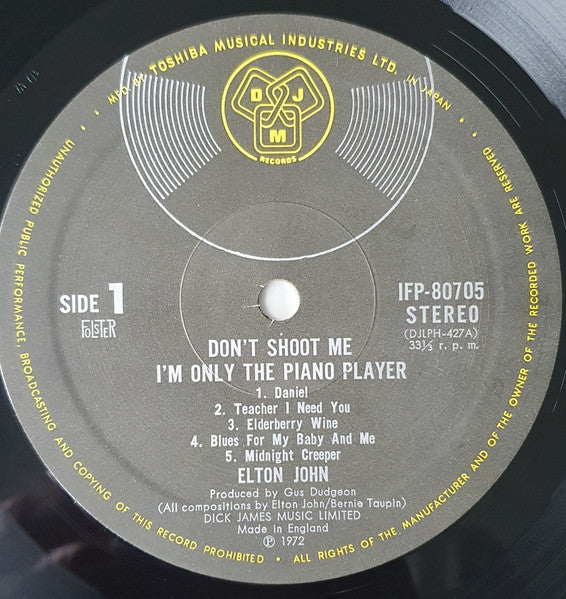 MFD BY TOSHIBA MUSICAL INDUSTRIES LTD. IN JAPAN
D J M
RECORDS
SIDE 1
FOLSTER
IFP-80705
STEREO
(DJLPH-427A)
33⅓ r. p. m.
DON'T SHOOT ME
I'M ONLY THE PIANO PLAYER
1. Daniel
2. Teacher I Need You
3. Elderberry Wine
4. Blues For My Baby And Me
5. Midnight Creeper
ELTON JOHN
Produced by Gus Dudgeon
(All compositions by Elton John/Bernie Taupin)
DICK JAMES MUSIC LIMITED
Made in England
Ⓟ 1972
• UNAUTHORIZED PUBLIC PERFORMANCE, BROADCASTING AND COPYING OF THIS RECORD PROHIBITED • ALL RIGHTS OF THE MANUFACTURER AND OF THE OWNER OF THE RECORDED WORK ARE RESERVED •